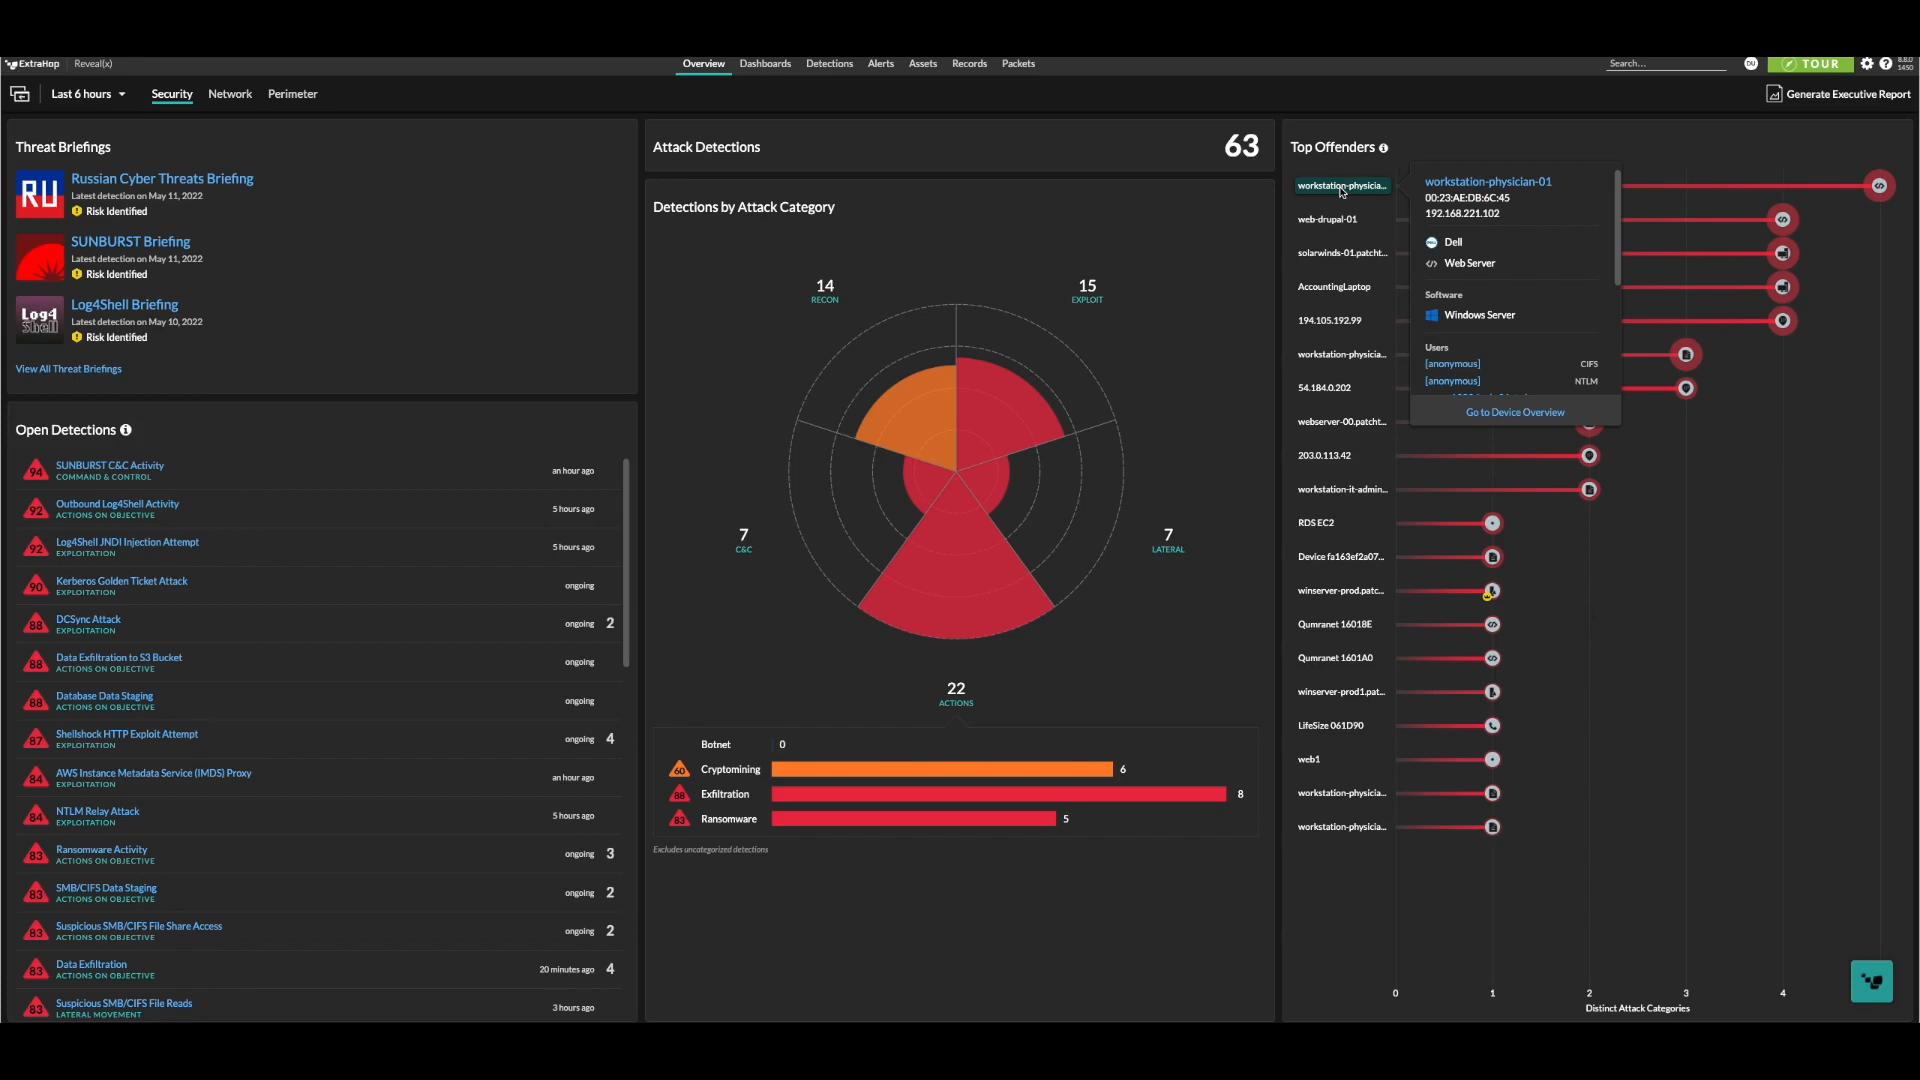 ExtraHop
Reveal(x)
Overview
Dashboards
Detections
Alerts
Assets
Records
Packets
Search...
DU
TOUR
8.8.0
1450
Last 6 hours
Security
Network
Perimeter
Generate Executive Report
Threat Briefings
RU
Russian Cyber Threats Briefing
Latest detection on May 11, 2022
Risk Identified
SUNBURST Briefing
Latest detection on May 11, 2022
Risk Identified
Log4 Shell
Log4Shell Briefing
Latest detection on May 10, 2022
Risk Identified
View All Threat Briefings
Open Detections
94 SUNBURST C&C Activity an hour ago
COMMAND & CONTROL
92 Outbound Log4Shell Activity 5 hours ago
ACTIONS ON OBJECTIVE
92 Log4Shell JNDI Injection Attempt 5 hours ago
EXPLOITATION
90 Kerberos Golden Ticket Attack ongoing
EXPLOITATION
88 DCSync Attack ongoing 2
EXPLOITATION
88 Data Exfiltration to S3 Bucket ongoing
ACTIONS ON OBJECTIVE
88 Database Data Staging ongoing
ACTIONS ON OBJECTIVE
87 Shellshock HTTP Exploit Attempt ongoing 4
EXPLOITATION
84 AWS Instance Metadata Service (IMDS) Proxy an hour ago
EXPLOITATION
84 NTLM Relay Attack 5 hours ago
EXPLOITATION
83 Ransomware Activity ongoing 3
ACTIONS ON OBJECTIVE
83 SMB/CIFS Data Staging ongoing 2
ACTIONS ON OBJECTIVE
83 Suspicious SMB/CIFS File Share Access ongoing 2
ACTIONS ON OBJECTIVE
83 Data Exfiltration 20 minutes ago 4
ACTIONS ON OBJECTIVE
83 Suspicious SMB/CIFS File Reads 3 hours ago
LATERAL MOVEMENT
Attack Detections 63
Detections by Attack Category
14
RECON
15
EXPLOIT
7
C&C
7
LATERAL
22
ACTIONS
Botnet 0
60 Cryptomining 6
88 Exfiltration 8
83 Ransomware 5
Excludes uncategorized detections
Top Offenders
workstation-physicia...
web-drupal-01
solarwinds-01.patcht...
AccountingLaptop
194.105.192.99
workstation-physicia...
54.184.0.202
webserver-00.patcht...
203.0.113.42
workstation-it-admin...
RDS EC2
Device fa163ef2a07...
winserver-prod.patc...
Qumranet 16018E
Qumranet 1601A0
winserver-prod1.pat...
LifeSize 061D90
web1
workstation-physicia...
workstation-physicia...
workstation-physician-01
00:23:AE:DB:6C:45
192.168.221.102
Dell
Web Server
Software
Windows Server
Users
[anonymous] CIFS
[anonymous] NTLM
Go to Device Overview
0 1 2 3 4
Distinct Attack Categories